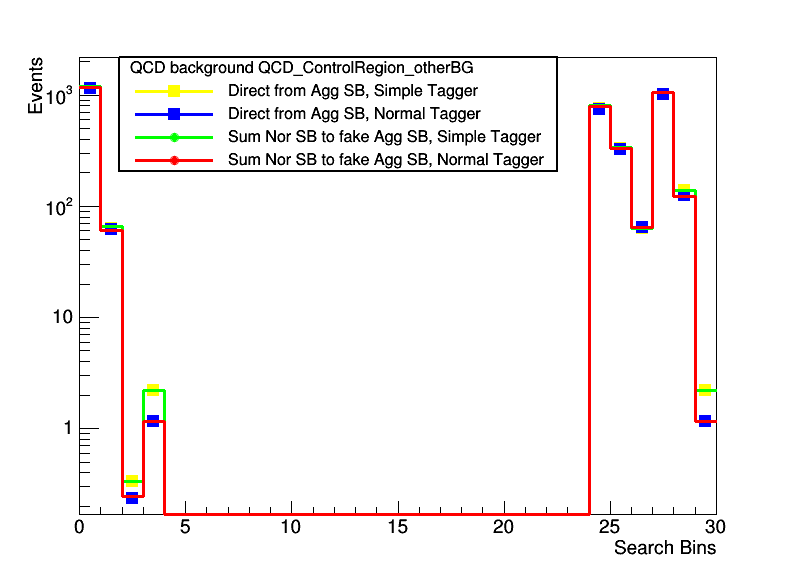 Events
QCD background QCD_ControlRegion_otherBG
Direct from Agg SB, Simple Tagger
Direct from Agg SB, Normal Tagger
Sum Nor SB to fake Agg SB, Simple Tagger
Sum Nor SB to fake Agg SB, Normal Tagger
10³
10²
10
1
0 5 10 15 20 25 30
Search Bins